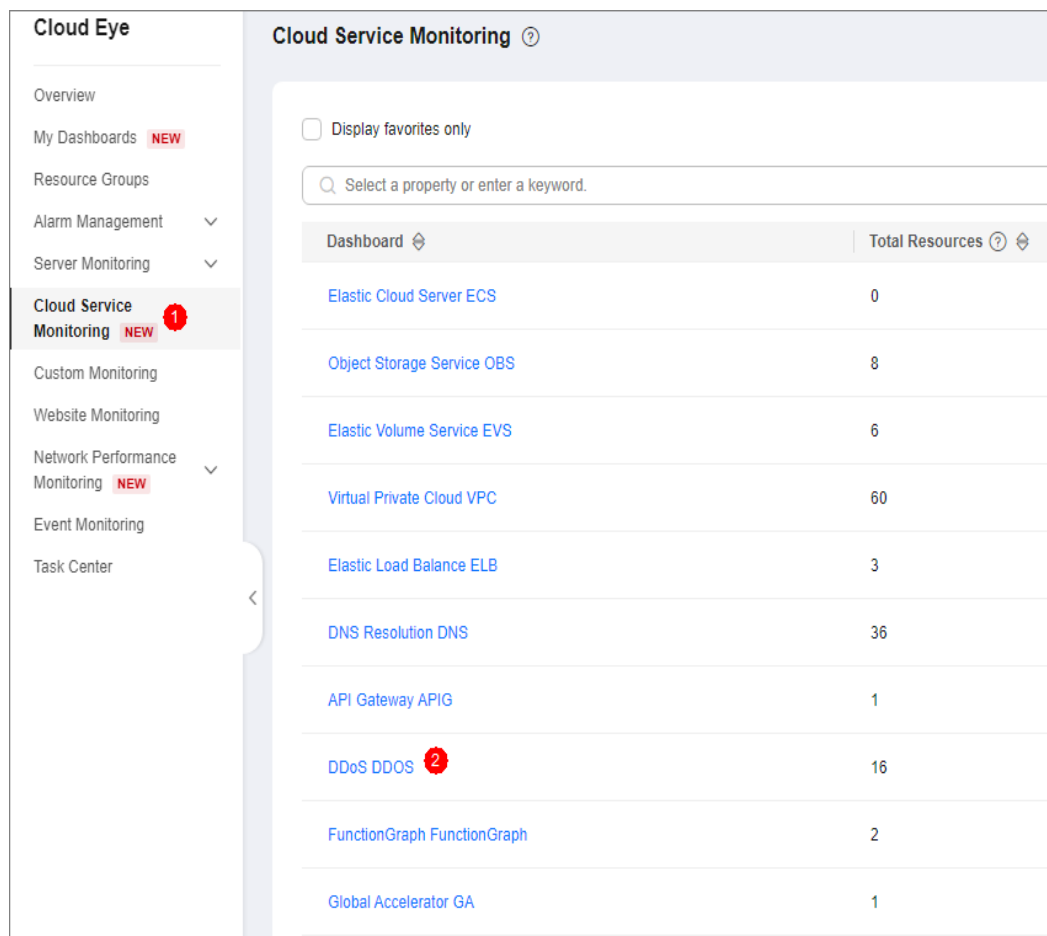 Cloud Eye
Overview
My Dashboards NEW
Resource Groups
Alarm Management
Server Monitoring
Cloud Service
Monitoring NEW
1
Custom Monitoring
Website Monitoring
Network Performance
Monitoring NEW
Event Monitoring
Task Center
Cloud Service Monitoring ?
Display favorites only
Select a property or enter a keyword.
Dashboard Total Resources ?
Elastic Cloud Server ECS 0
Object Storage Service OBS 8
Elastic Volume Service EVS 6
Virtual Private Cloud VPC 60
Elastic Load Balance ELB 3
DNS Resolution DNS 36
API Gateway APIG 1
DDoS DDOS 2 16
FunctionGraph FunctionGraph 2
Global Accelerator GA 1